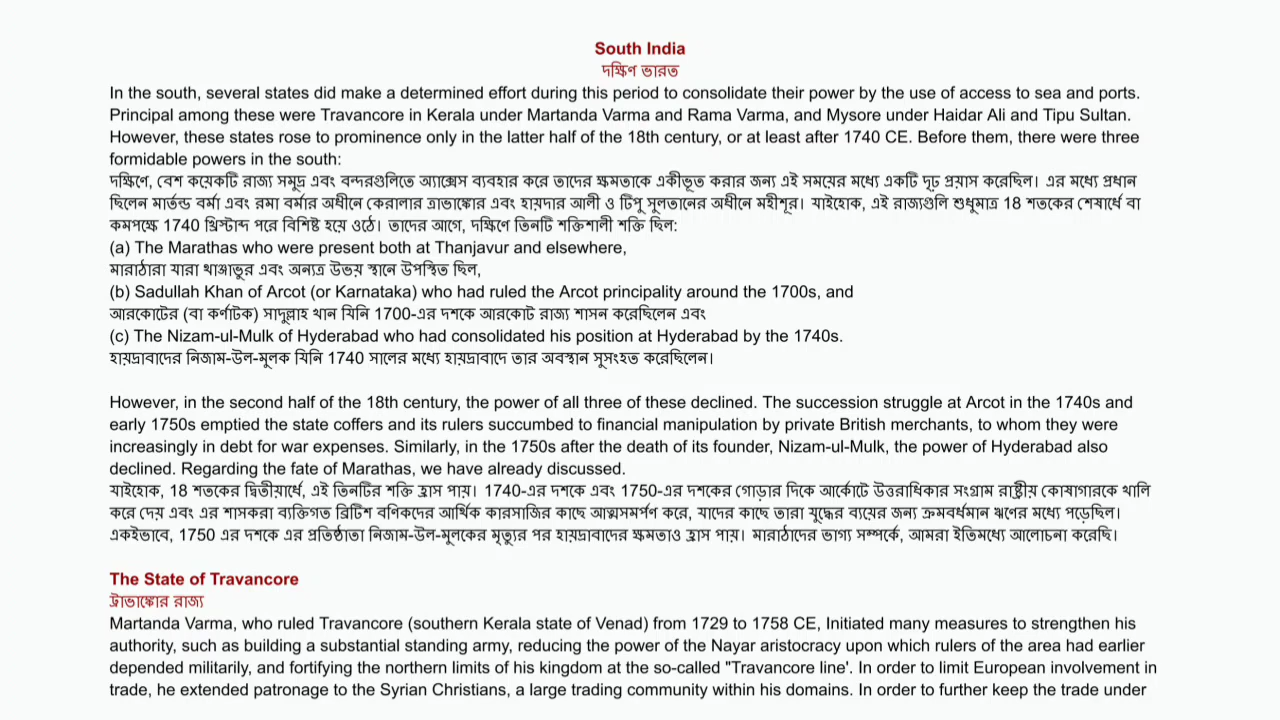 South India
দক্ষিণ ভারত
In the south, several states did make a determined effort during this period to consolidate their power by the use of access to sea and ports.
Principal among these were Travancore in Kerala under Martanda Varma and Rama Varma, and Mysore under Haidar Ali and Tipu Sultan.
However, these states rose to prominence only in the latter half of the 18th century, or at least after 1740 CE. Before them, there were three
formidable powers in the south:
দক্ষিণে, বেশ কয়েকটি রাজ্য সমুদ্র এবং বন্দরগুলিতে অ্যাক্সেস ব্যবহার করে তাদের ক্ষমতাকে একীভূত করার জন্য এই সময়ের মধ্যে একটি দৃঢ় প্রয়াস করেছিল। এর মধ্যে প্রধান
ছিলেন মার্তন্ড বর্মা এবং রমা বর্মার অধীনে কেরালার ত্রাভাঙ্কোর এবং হায়দার আলী ও টিপু সুলতানের অধীনে মহীশূর। যাইহোক, এই রাজ্যগুলি শুধুমাত্র 18 শতকের শেষার্ধে বা
কমপক্ষে 1740 খ্রিস্টাব্দ পরে বিশিষ্ট হয়ে ওঠে। তাদের আগে, দক্ষিণে তিনটি শক্তিশালী শক্তি ছিল:
(a) The Marathas who were present both at Thanjavur and elsewhere,
মারাঠারা যারা থাঞ্জাভুর এবং অন্যত্র উভয় স্থানে উপস্থিত ছিল,
(b) Sadullah Khan of Arcot (or Karnataka) who had ruled the Arcot principality around the 1700s, and
আরকোটের (বা কর্ণাটক) সাদুল্লাহ খান যিনি 1700-এর দশকে আরকোট রাজ্য শাসন করেছিলেন এবং
(c) The Nizam-ul-Mulk of Hyderabad who had consolidated his position at Hyderabad by the 1740s.
হায়দ্রাবাদের নিজাম-উল-মুলক যিনি 1740 সালের মধ্যে হায়দ্রাবাদে তার অবস্থান সুসংহত করেছিলেন।
However, in the second half of the 18th century, the power of all three of these declined. The succession struggle at Arcot in the 1740s and
early 1750s emptied the state coffers and its rulers succumbed to financial manipulation by private British merchants, to whom they were
increasingly in debt for war expenses. Similarly, in the 1750s after the death of its founder, Nizam-ul-Mulk, the power of Hyderabad also
declined. Regarding the fate of Marathas, we have already discussed.
যাইহোক, 18 শতকের দ্বিতীয়ার্ধে, এই তিনটির শক্তি হ্রাস পায়। 1740-এর দশকে এবং 1750-এর দশকের গোড়ার দিকে আর্কোটে উত্তরাধিকার সংগ্রাম রাষ্ট্রীয় কোষাগারকে খালি
করে দেয় এবং এর শাসকরা ব্যক্তিগত ব্রিটিশ বণিকদের আর্থিক কারসাজির কাছে আত্মসমর্পণ করে, যাদের কাছে তারা যুদ্ধের ব্যয়ের জন্য ক্রমবর্ধমান ঋণের মধ্যে পড়েছিল।
একইভাবে, 1750 এর দশকে এর প্রতিষ্ঠাতা নিজাম-উল-মুলকের মৃত্যুর পর হায়দ্রাবাদের ক্ষমতাও হ্রাস পায়। মারাঠাদের ভাগ্য সম্পর্কে, আমরা ইতিমধ্যে আলোচনা করেছি।
The State of Travancore
ট্রাভাঙ্কোর রাজ্য
Martanda Varma, who ruled Travancore (southern Kerala state of Venad) from 1729 to 1758 CE, Initiated many measures to strengthen his
authority, such as building a substantial standing army, reducing the power of the Nayar aristocracy upon which rulers of the area had earlier
depended militarily, and fortifying the northern limits of his kingdom at the so-called "Travancore line'. In order to limit European involvement in
trade, he extended patronage to the Syrian Christians, a large trading community within his domains. In order to further keep the trade under